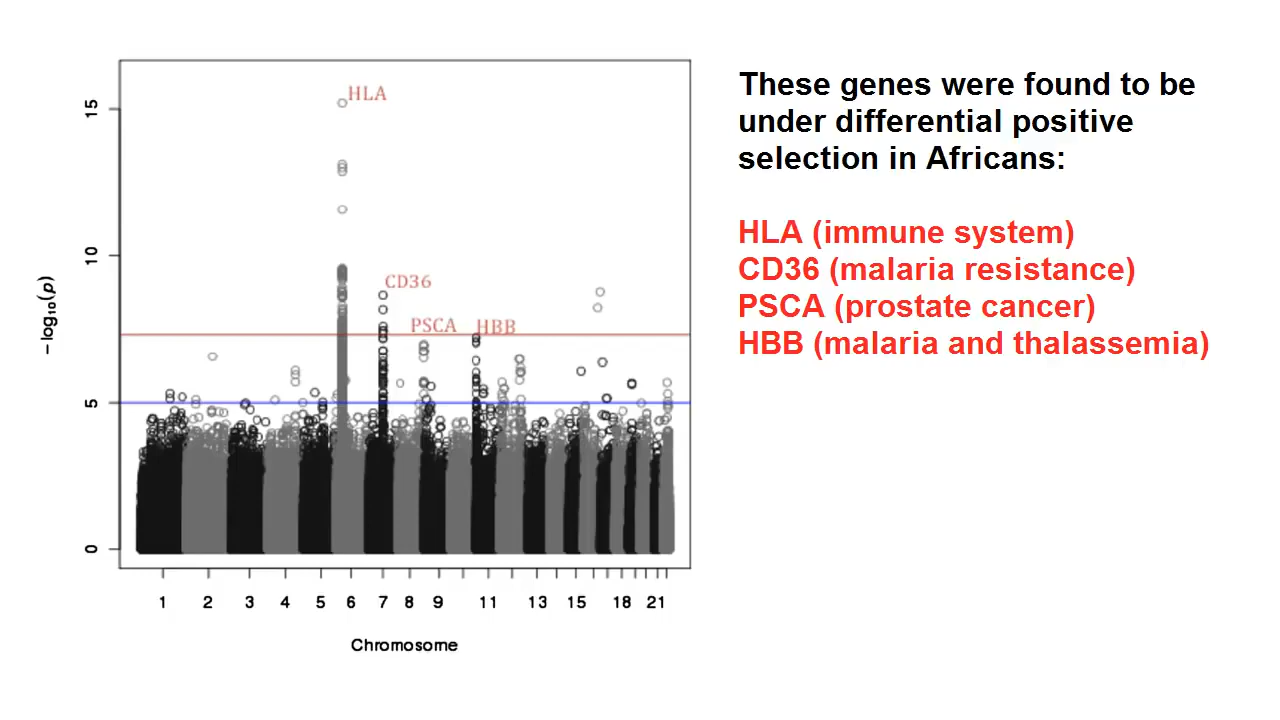 These genes were found to be
under differential positive
selection in Africans:
HLA (immune system)
CD36 (malaria resistance)
PSCA (prostate cancer)
HBB (malaria and thalassemia)
HLA
CD36
PSCA
HBB
15
10
5
0
− log10(p)
1 2 3 4 5 6 7 8 9 11 13 15 18 21
Chromosome